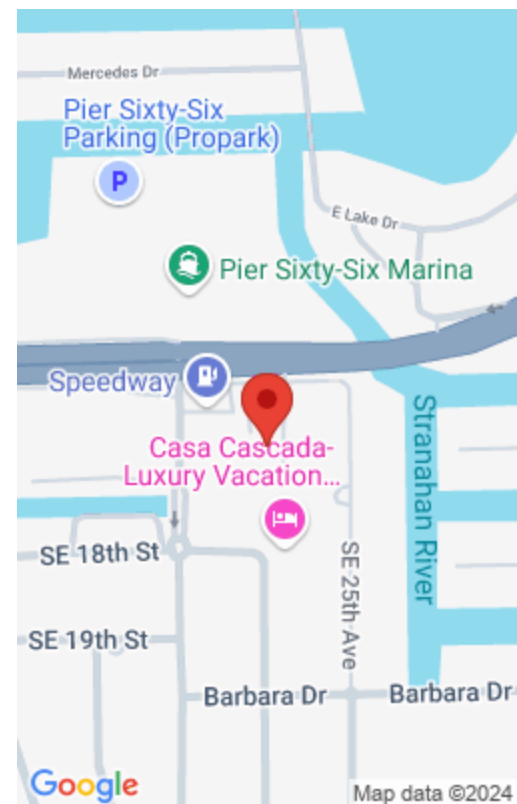 Mercedes Dr
Pier Sixty-Six
Parking (Propark)
P
E Lake Dr
Pier Sixty-Six Marina
Speedway
Casa Cascada-
Luxury Vacation...
Stranahan River
SE 18th St
SE 25th Ave
SE 19th St
Barbara Dr
Barbara Dr
Google
Map data ©2024